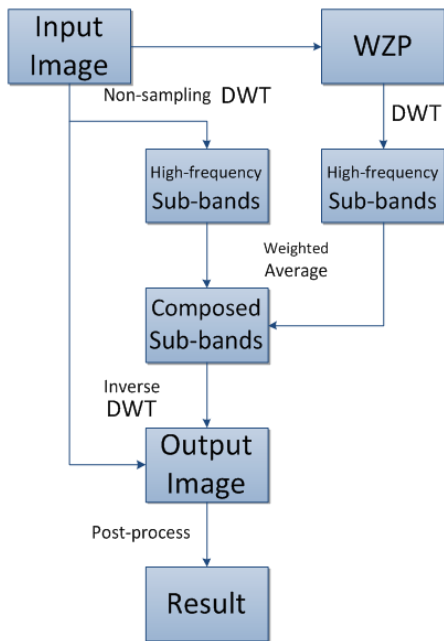 Input
Image
WZP
Non-sampling DWT
DWT
High-frequency
Sub-bands
High-frequency
Sub-bands
Weighted
Average
Composed
Sub-bands
Inverse
DWT
Output
Image
Post-process
Result